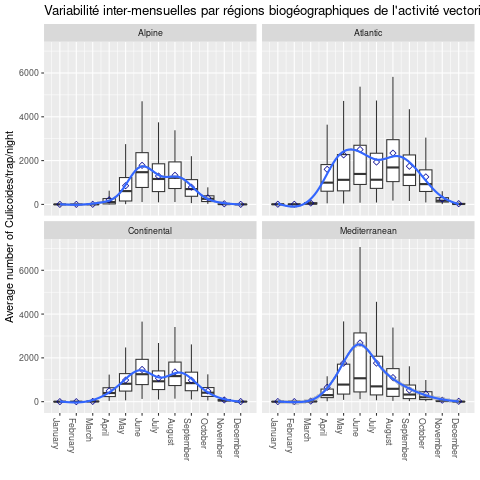 Variabilité inter-mensuelles par régions biogéographiques de l'activité vectori
Alpine
Atlantic
Average number of Culicoides/trap/night
6000
4000
2000
0
Continental
Mediterranean
6000
4000
2000
0
January
February
March
April
May
June
July
August
September
October
November
December
January
February
March
April
May
June
July
August
September
October
November
December